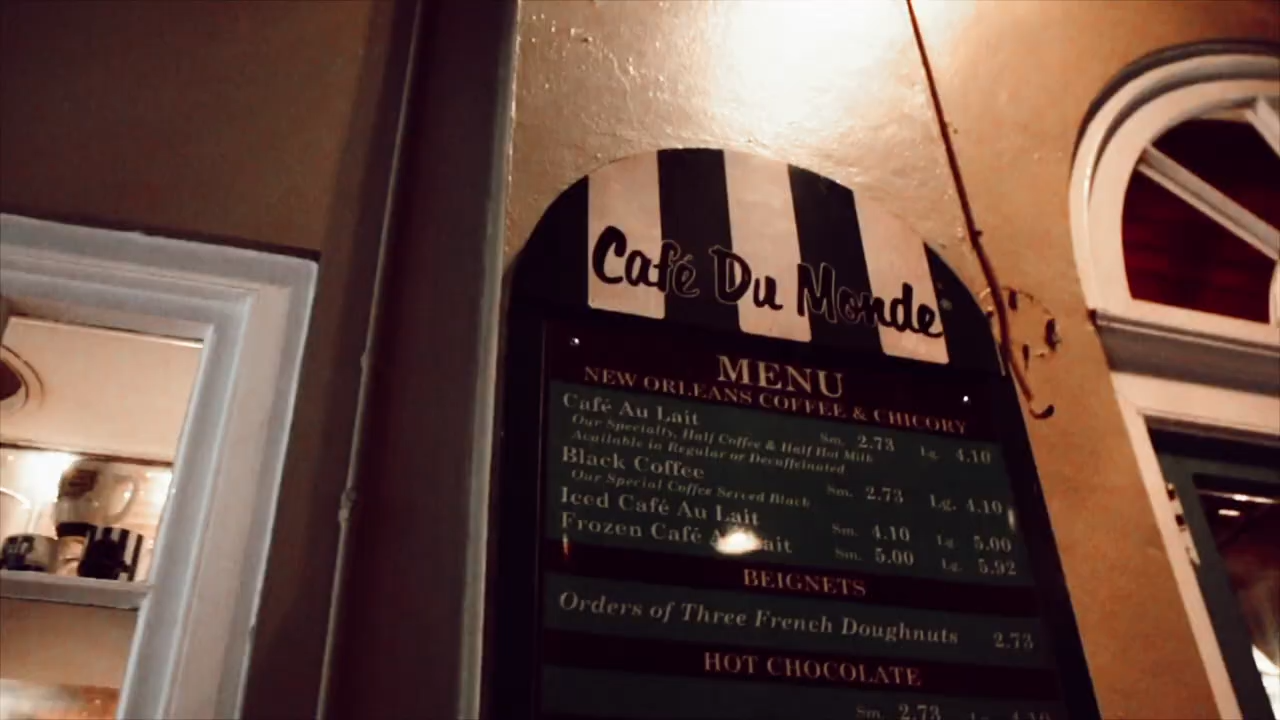 Café Du Monde
MENU
NEW ORLEANS COFFEE & CHICORY
Café Au Lait Sm. 2.73 Lg. 4.10
Our Specialty, Half Coffee & Half Hot Milk
Available in Regular or Decaffeinated
Black Coffee Sm. 2.73 Lg. 4.10
Our Special Coffee Served Black
Iced Café Au Lait Sm. 4.10 Lg. 5.00
Frozen Café Au Lait Sm. 5.00 Lg. 5.92
BEIGNETS
Orders of Three French Doughnuts 2.73
HOT CHOCOLATE
Sm. 2.73 Lg. 4.10